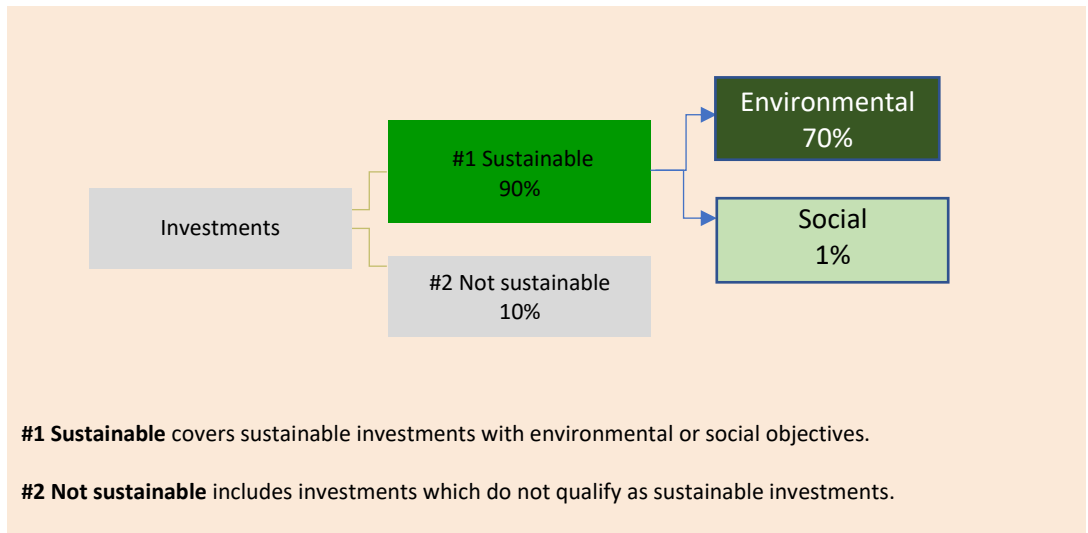 Environmental
70%
#1 Sustainable
90%
Investments
Social
1%
#2 Not sustainable
10%
#1 Sustainable covers sustainable investments with environmental or social objectives.
#2 Not sustainable includes investments which do not qualify as sustainable investments.